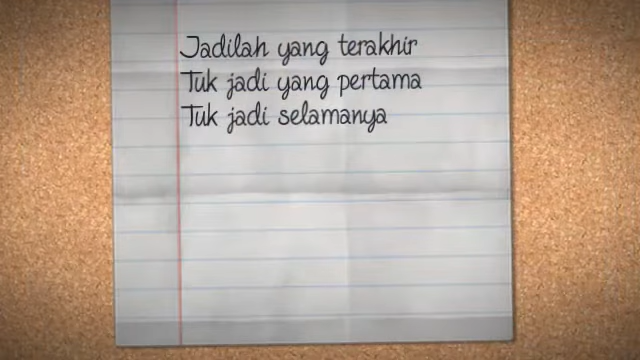 Jadilah yang terakhir
Tuk jadi yang pertama
Tuk jadi selamanya